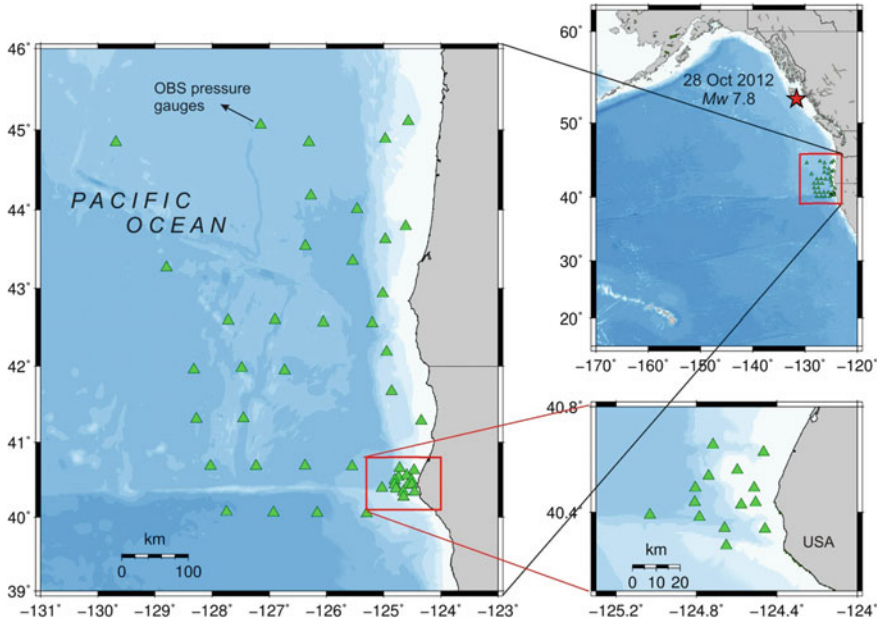 46˚
45˚
44˚
43˚
42˚
41˚
40˚
39˚
−131˚ −130˚ −129˚ −128˚ −127˚ −126˚ −125˚ −124˚ −123˚
OBS pressure
gauges
PACIFIC
OCEAN
km
0 100
60˚
50˚
40˚
30˚
20˚
−170˚ −160˚ −150˚ −140˚ −130˚ −120˚
28 Oct 2012
Mw 7.8
40.8˚
40.4˚
−125.2˚ −124.8˚ −124.4˚ −124˚
km
0 10 20
USA